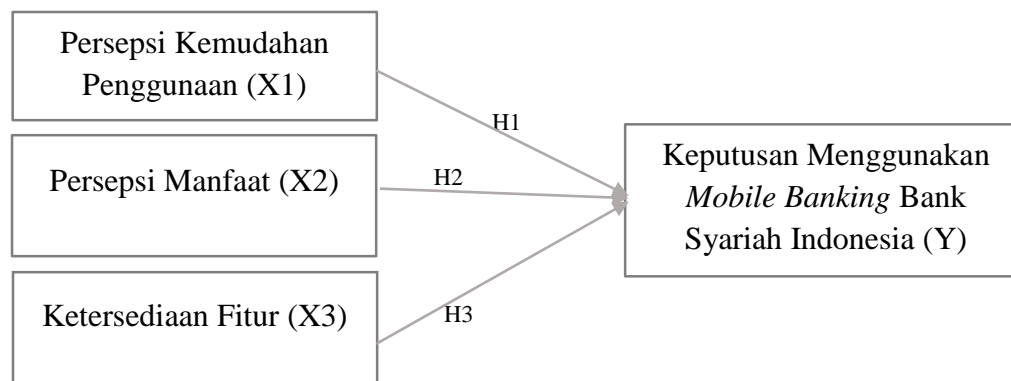 Persepsi Kemudahan
Penggunaan (X1)
H1
Persepsi Manfaat (X2)
H2
Ketersediaan Fitur (X3)
H3
Keputusan Menggunakan
Mobile Banking Bank
Syariah Indonesia (Y)